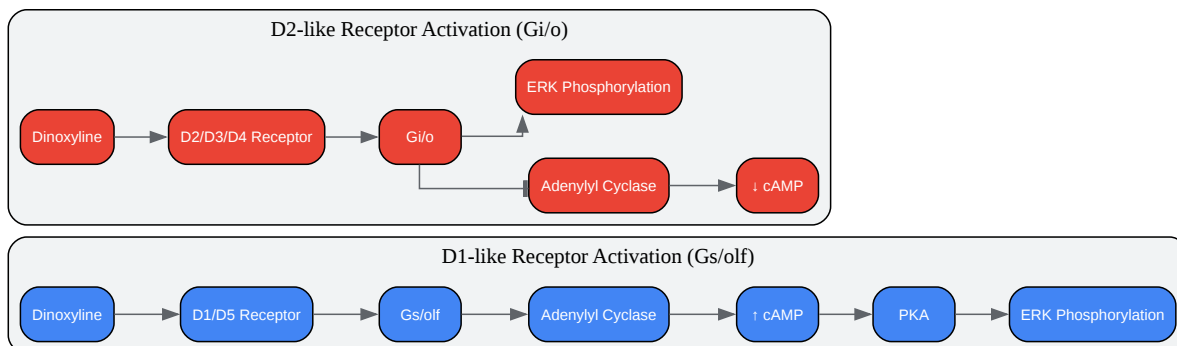 D2-like Receptor Activation (Gi/o)
ERK Phosphorylation
Dinoxyline
D2/D3/D4 Receptor
Gi/o
Adenylyl Cyclase
↓ cAMP
D1-like Receptor Activation (Gs/olf)
Dinoxyline
D1/D5 Receptor
Gs/olf
Adenylyl Cyclase
↑ cAMP
PKA
ERK Phosphorylation